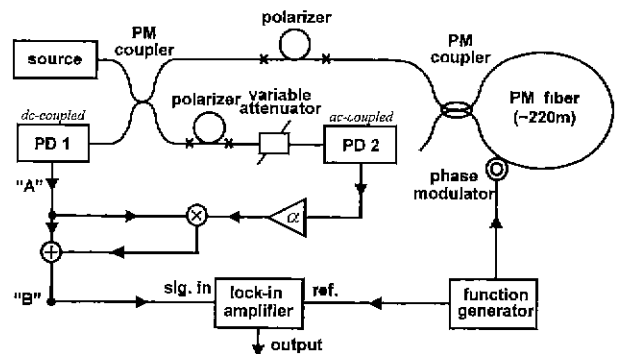 polarizer
PM
coupler
PM
coupler
source
polarizer
variable
attenuator
PM fiber
(~220m)
dc-coupled
ac-coupled
PD 1
PD 2
phase
modulator
"A"
×
α
+
"B"
sig. in
lock-in
amplifier
ref.
function
generator
output